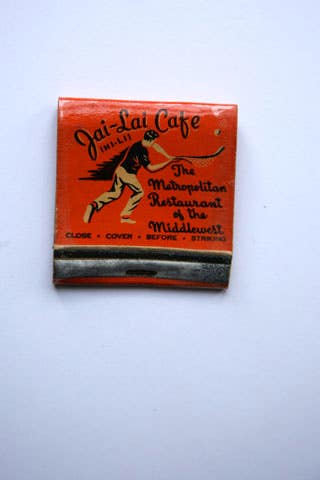 Jai-Lai Cafe
(HI-LI)
The
Metropolitan
Restaurant
of the
Middlewest
CLOSE · COVER · BEFORE · STRIKING